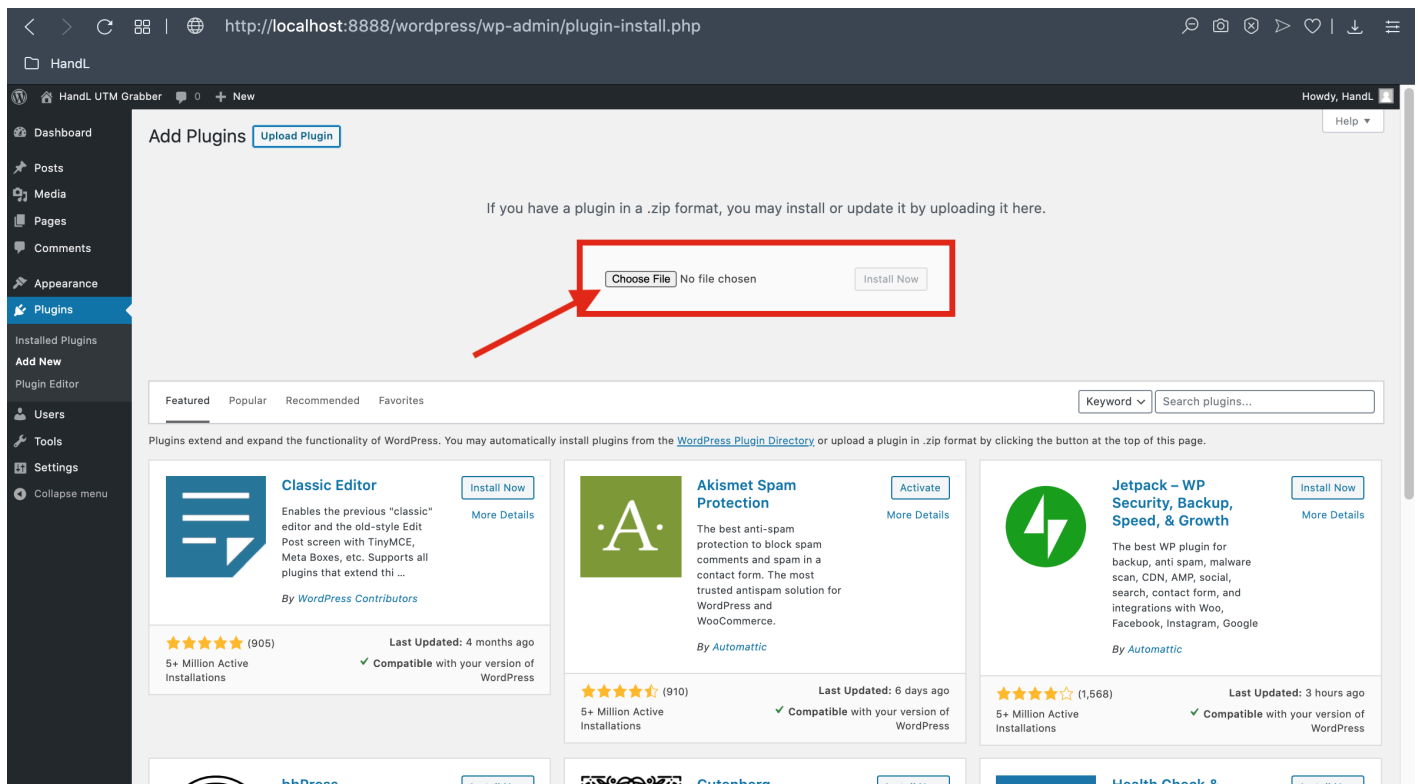 http://localhost:8888/wordpress/wp-admin/plugin-install.php
HandL
HandL UTM Grabber 0 + New
Howdy, HandL
Dashboard
Posts
Media
Pages
Comments
Appearance
Plugins
Installed Plugins
Add New
Plugin Editor
Users
Tools
Settings
Collapse menu
Help ▼
Add Plugins Upload Plugin
If you have a plugin in a .zip format, you may install or update it by uploading it here.
Choose File No file chosen Install Now
Featured Popular Recommended Favorites
Keyword Search plugins...
Plugins extend and expand the functionality of WordPress. You may automatically install plugins from the WordPress Plugin Directory or upload a plugin in .zip format by clicking the button at the top of this page.
Classic Editor
Install Now
More Details
Enables the previous "classic"
editor and the old-style Edit
Post screen with TinyMCE,
Meta Boxes, etc. Supports all
plugins that extend thi ...
By WordPress Contributors
(905)
5+ Million Active
Installations
Last Updated: 4 months ago
Compatible with your version of
WordPress
·A·
Akismet Spam
Protection
Activate
More Details
The best anti-spam
protection to block spam
comments and spam in a
contact form. The most
trusted antispam solution for
WordPress and
WooCommerce.
By Automattic
(910)
5+ Million Active
Installations
Last Updated: 6 days ago
Compatible with your version of
WordPress
Jetpack – WP
Security, Backup,
Speed, & Growth
Install Now
More Details
The best WP plugin for
backup, anti spam, malware
scan, CDN, AMP, social,
search, contact form, and
integrations with Woo,
Facebook, Instagram, Google
By Automattic
(1,568)
5+ Million Active
Installations
Last Updated: 3 hours ago
Compatible with your version of
WordPress
bbPress
Gutenberg
Health Check &